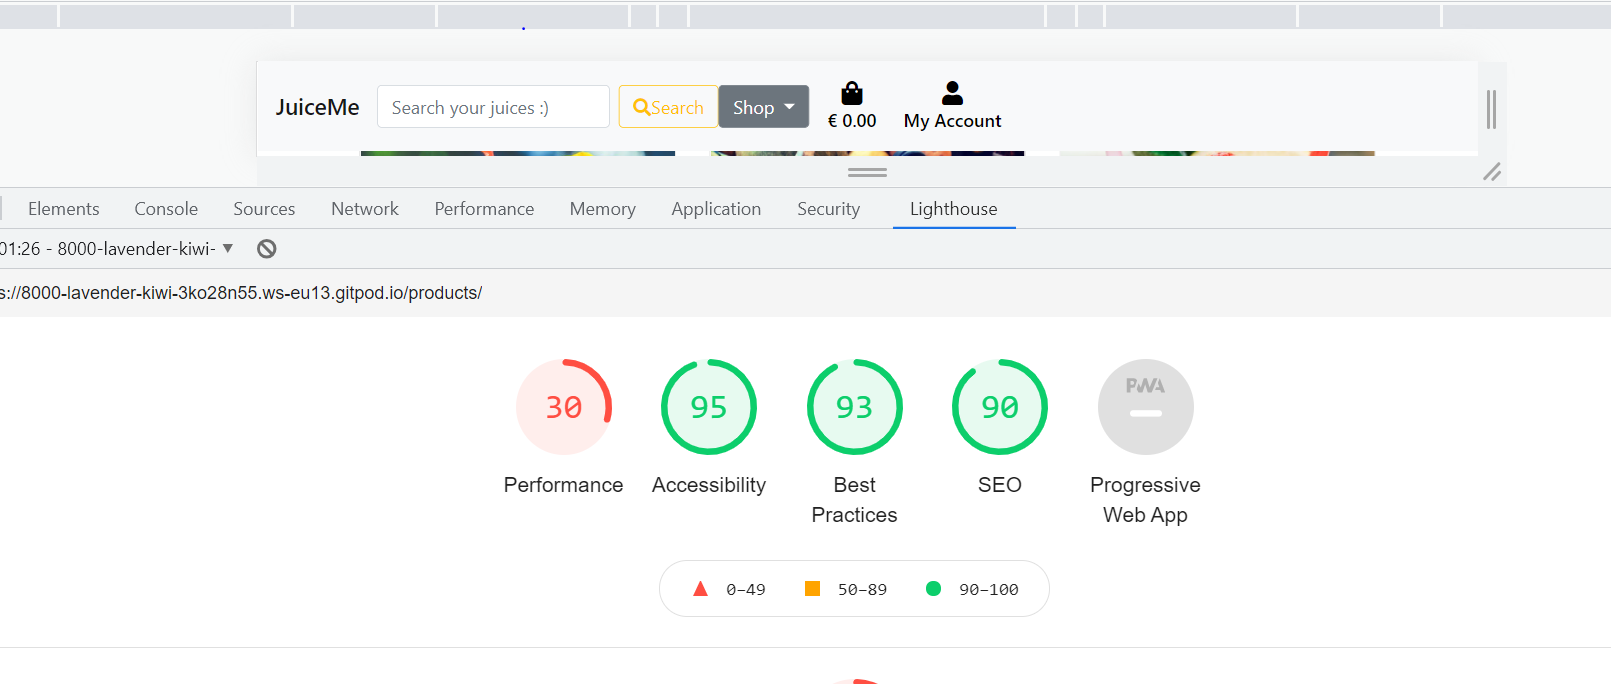 JuiceMe
Search your juices :)
Search
Shop
€ 0.00
My Account
Elements Console Sources Network Performance Memory Application Security Lighthouse
01:26 - 8000-lavender-kiwi-
s://8000-lavender-kiwi-3ko28n55.ws-eu13.gitpod.io/products/
30 95 93 90 PWA
Performance Accessibility Best Practices SEO Progressive Web App
0–49 50–89 90–100